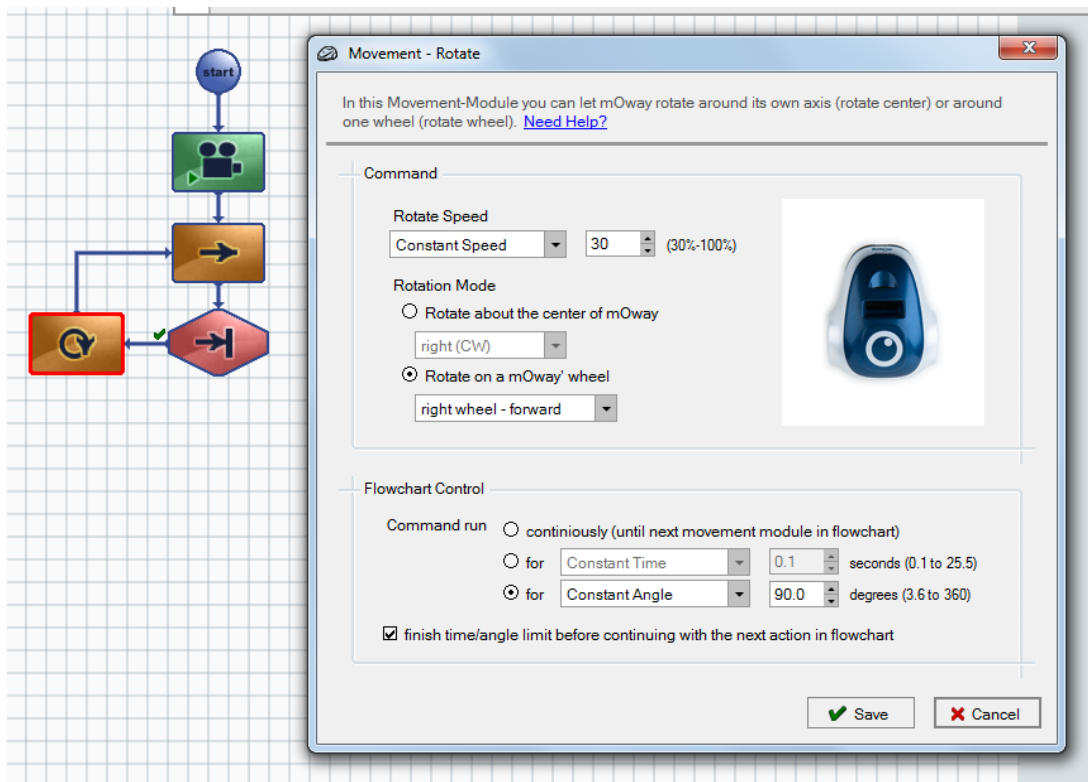 start
Movement - Rotate
In this Movement-Module you can let mOway rotate around its own axis (rotate center) or around
one wheel (rotate wheel). Need Help?
Command
Rotate Speed
Constant Speed 30 (30%-100%)
Rotation Mode
Rotate about the center of mOway
right (CW)
Rotate on a mOway' wheel
right wheel - forward
Flowchart Control
Command run continiously (until next movement module in flowchart)
for Constant Time 0.1 seconds (0.1 to 25.5)
for Constant Angle 90.0 degrees (3.6 to 360)
finish time/angle limit before continuing with the next action in flowchart
Save Cancel